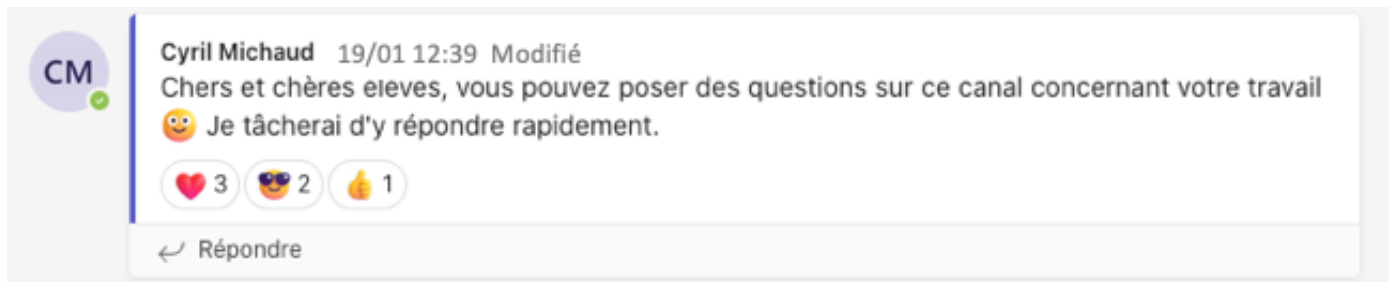 CM
Cyril Michaud 19/01 12:39 Modifié
Chers et chères eleves, vous pouvez poser des questions sur ce canal concernant votre travail
🙂 Je tâcherai d'y répondre rapidement.
❤️ 3 😎 2 👍 1
Répondre